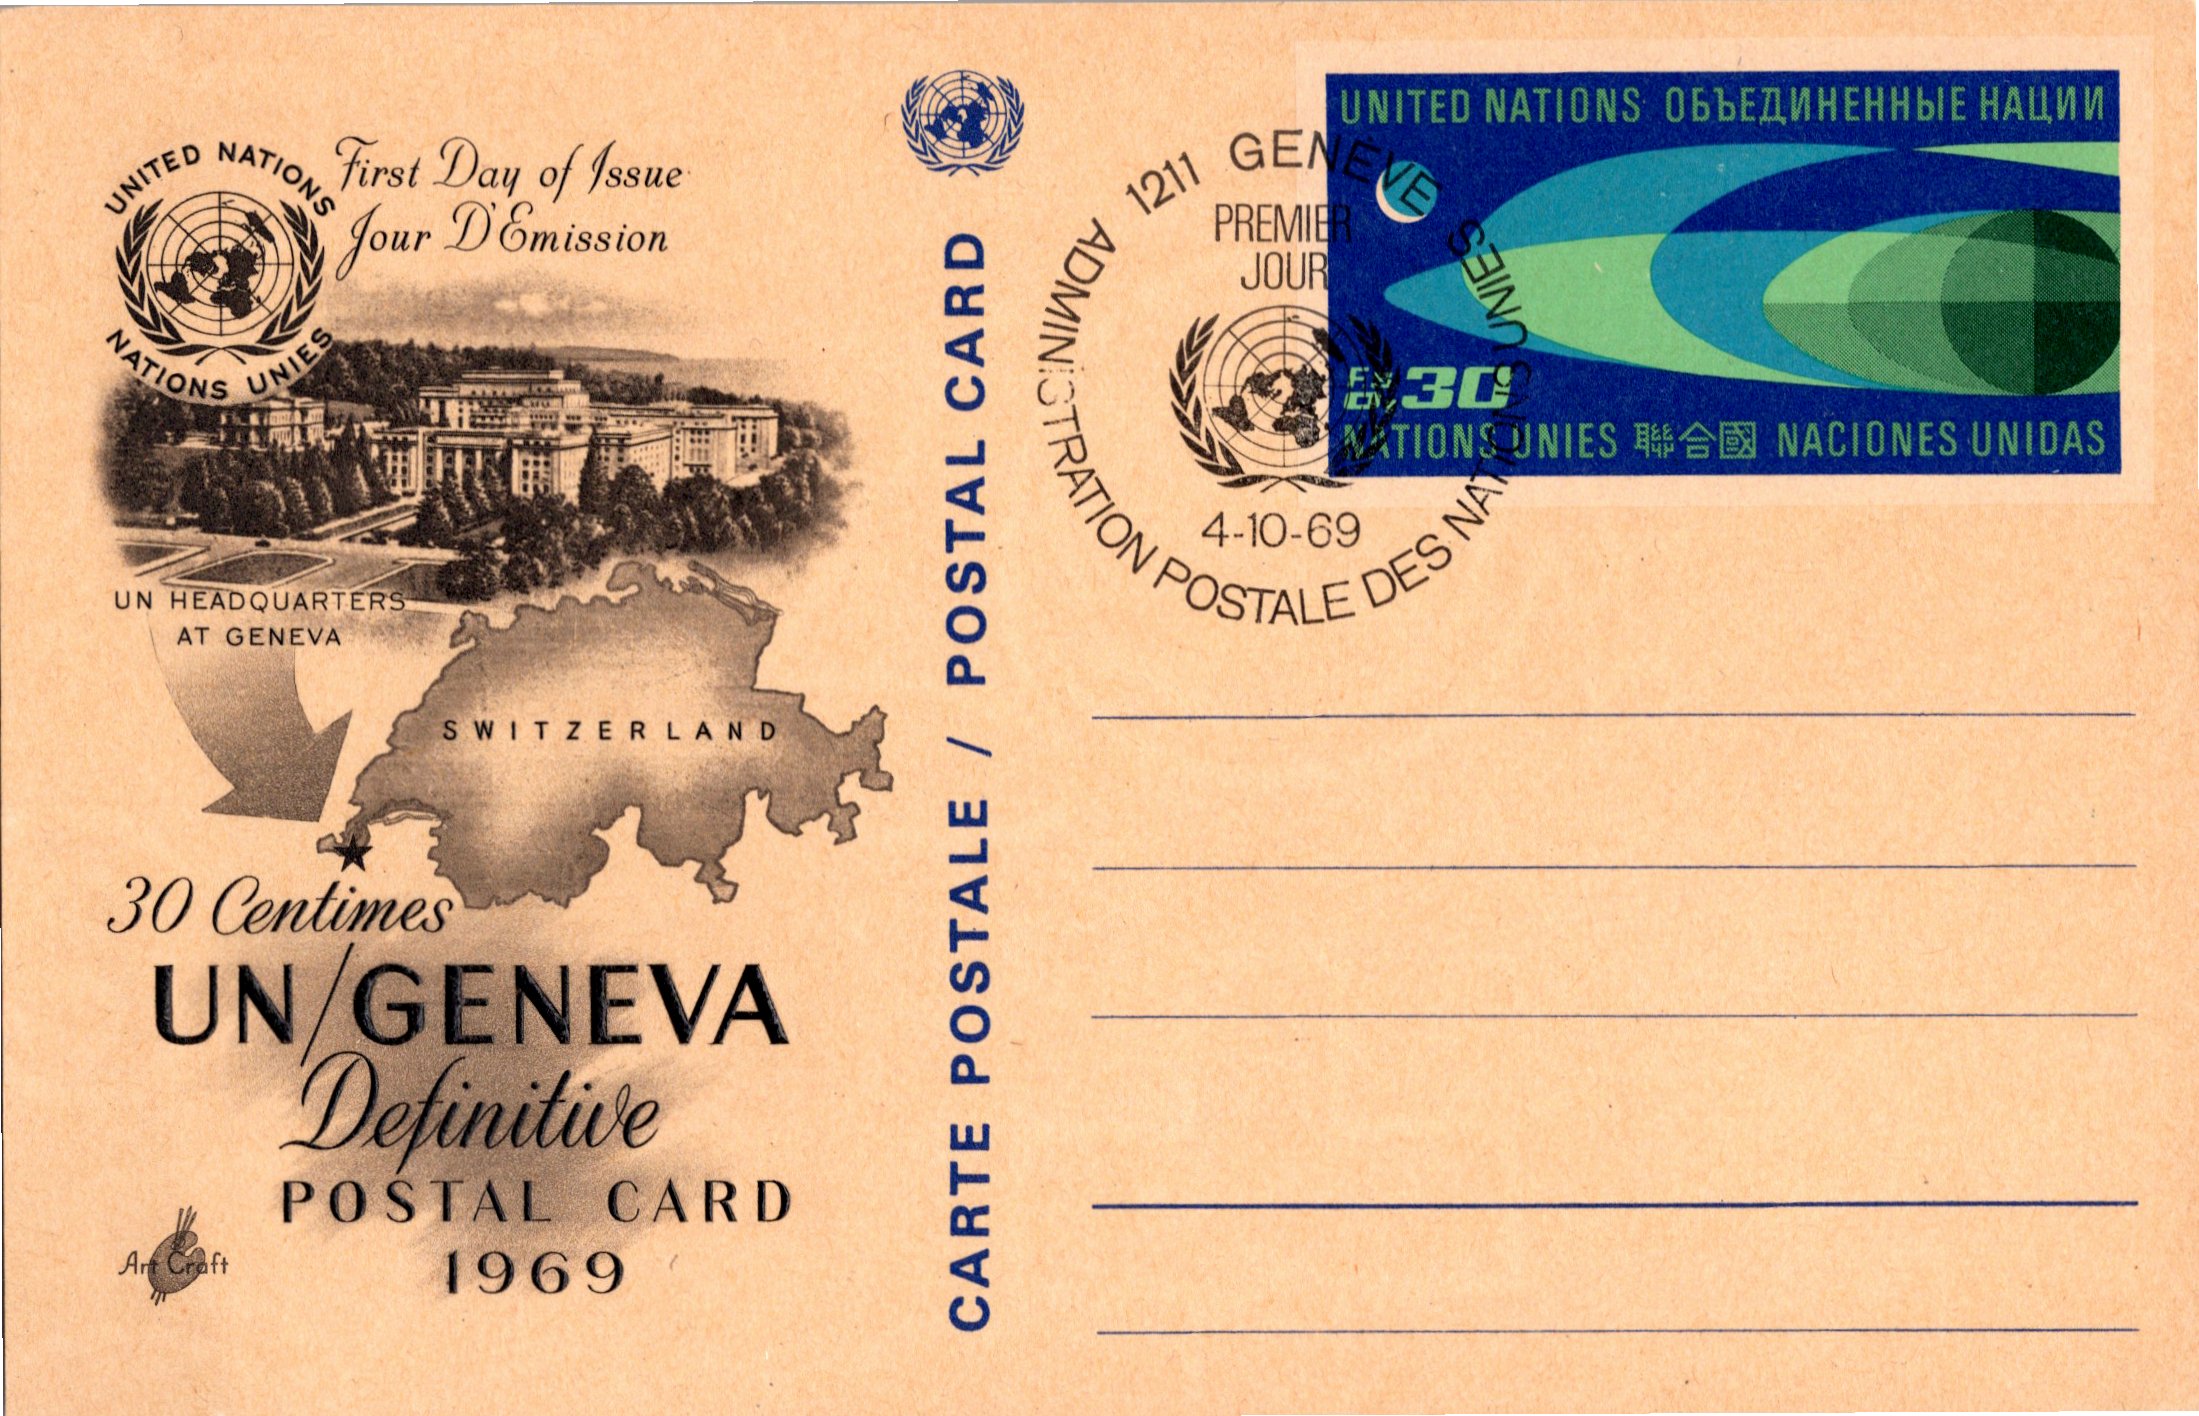 UNITED NATIONS
NATIONS UNIES
First Day of Issue
Jour D'Emission
UN HEADQUARTERS
AT GENEVA
SWITZERLAND
30 Centimes
UN/GENEVA
Definitive
POSTAL CARD
1969
Art Craft
CARTE POSTALE / POSTAL CARD
1211 GENÈVE
ADMINISTRATION POSTALE DES NATIONS UNIES
PREMIER
JOUR
4-10-69
UNITED NATIONS ОБЪЕДИНЕННЫЕ НАЦИИ
F.S. 0.30
NATIONS UNIES 聯合國 NACIONES UNIDAS